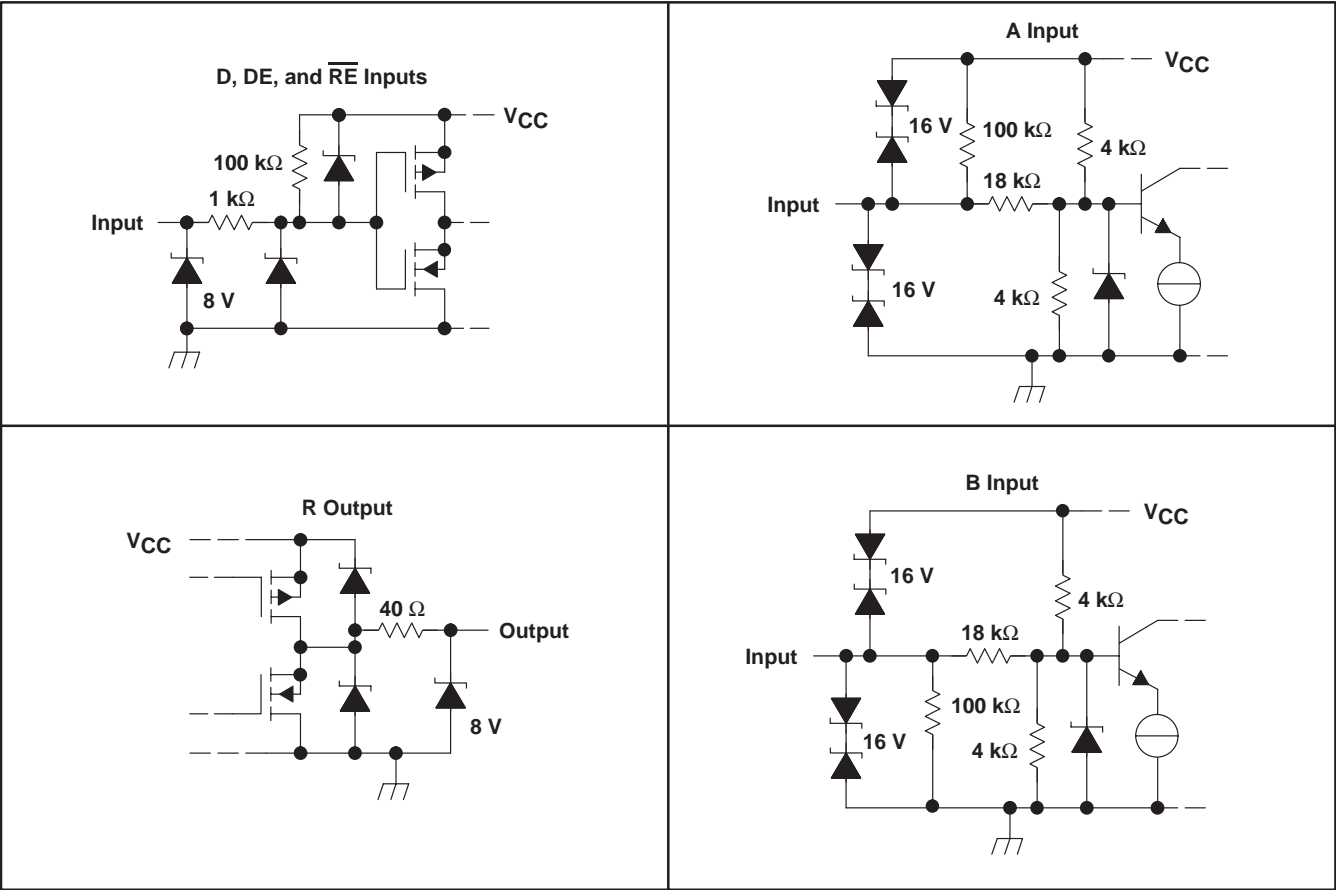 D, DE, and R̅E̅ Inputs
VCC
100 kΩ
1 kΩ
Input
8 V
A Input
VCC
16 V
100 kΩ
4 kΩ
18 kΩ
Input
16 V
4 kΩ
R Output
VCC
40 Ω
Output
8 V
B Input
VCC
16 V
4 kΩ
18 kΩ
Input
100 kΩ
16 V
4 kΩ